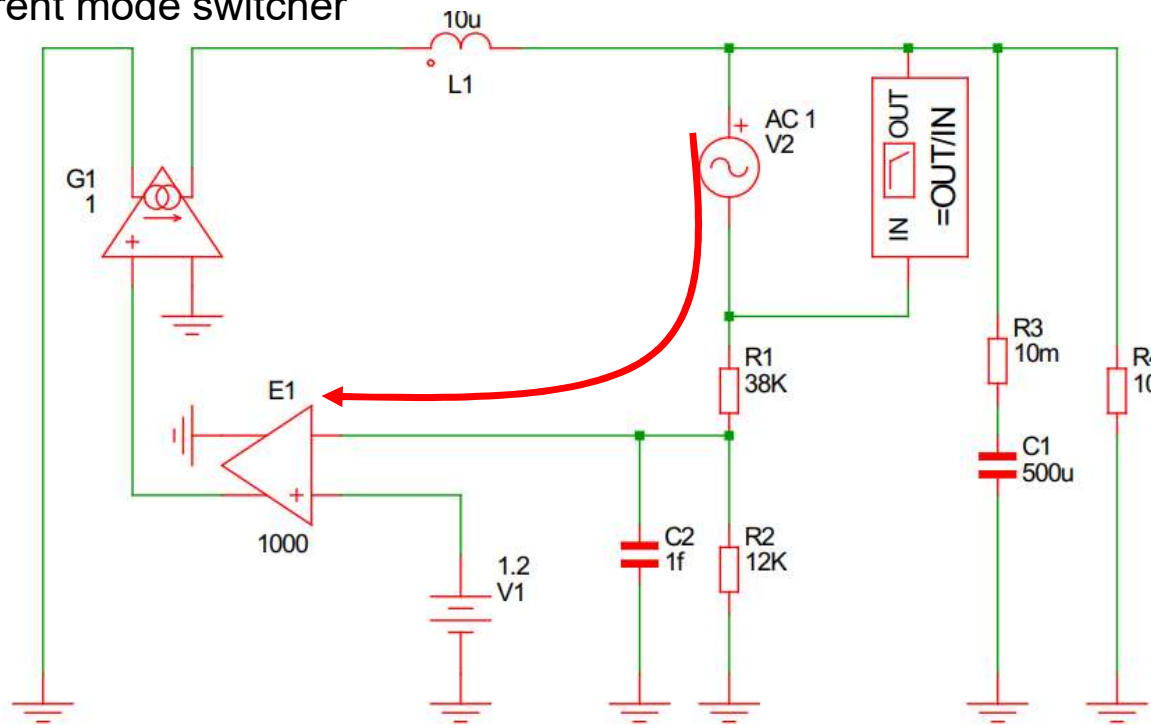 rent mode switcher
10u
L1
AC 1
V2
OUT
IN
=OUT/IN
G1
1
+
+
R3
10m
R1
38K
E1
C1
500u
+
1000
C2
1f
R2
12K
1.2
V1